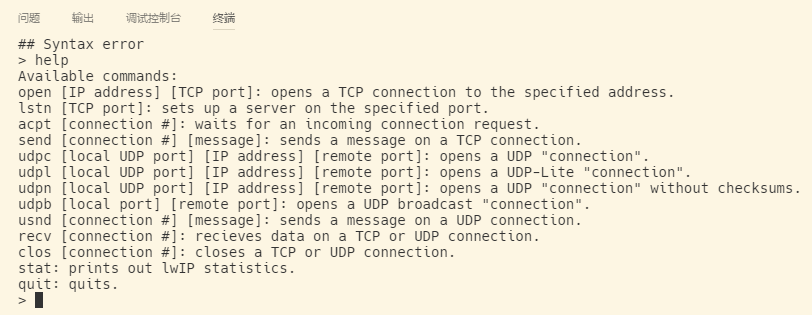 问题 输出 调试控制台 终端
## Syntax error
> help
Available commands:
open [IP address] [TCP port]: opens a TCP connection to the specified address.
lstn [TCP port]: sets up a server on the specified port.
acpt [connection #]: waits for an incoming connection request.
send [connection #] [message]: sends a message on a TCP connection.
udpc [local UDP port] [IP address] [remote port]: opens a UDP "connection".
udpl [local UDP port] [IP address] [remote port]: opens a UDP-Lite "connection".
udpn [local UDP port] [IP address] [remote port]: opens a UDP "connection" without checksums.
udpb [local port] [remote port]: opens a UDP broadcast "connection".
usnd [connection #] [message]: sends a message on a UDP connection.
recv [connection #]: recieves data on a TCP or UDP connection.
clos [connection #]: closes a TCP or UDP connection.
stat: prints out lwIP statistics.
quit: quits.
>